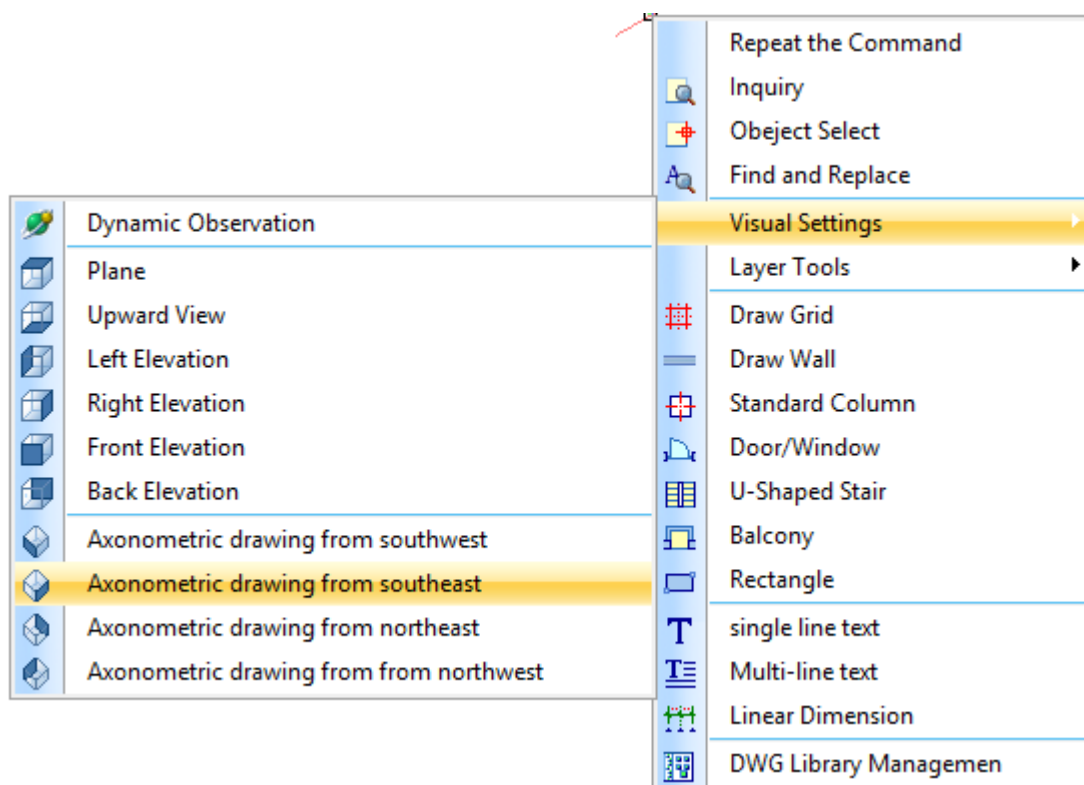 Repeat the Command
Inquiry
Obeject Select
Find and Replace
Visual Settings
Layer Tools
Draw Grid
Draw Wall
Standard Column
Door/Window
U-Shaped Stair
Balcony
Rectangle
single line text
Multi-line text
Linear Dimension
DWG Library Managemen
Dynamic Observation
Plane
Upward View
Left Elevation
Right Elevation
Front Elevation
Back Elevation
Axonometric drawing from southwest
Axonometric drawing from southeast
Axonometric drawing from northeast
Axonometric drawing from from northwest